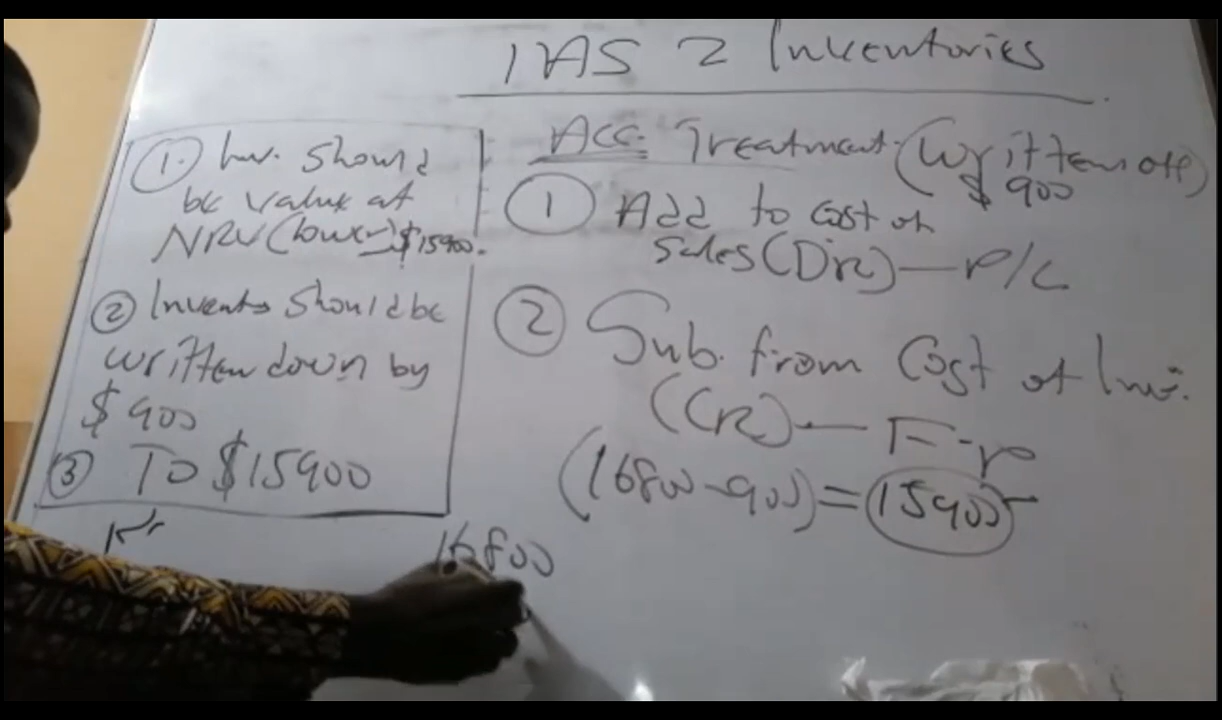 IAS 2 Inventories
1. Inv. Should
be value at
NRV (lower) $15900.
2 Invents Should be
written down by
$900
3 TO $15900
Acc. Treatment (Written off)
$900
1 Add to Cost of
Sales (Dr) — P/L
2 Sub. from Cost of Inv.
(Cr) — F.p
(16800-900) = 15900
16800